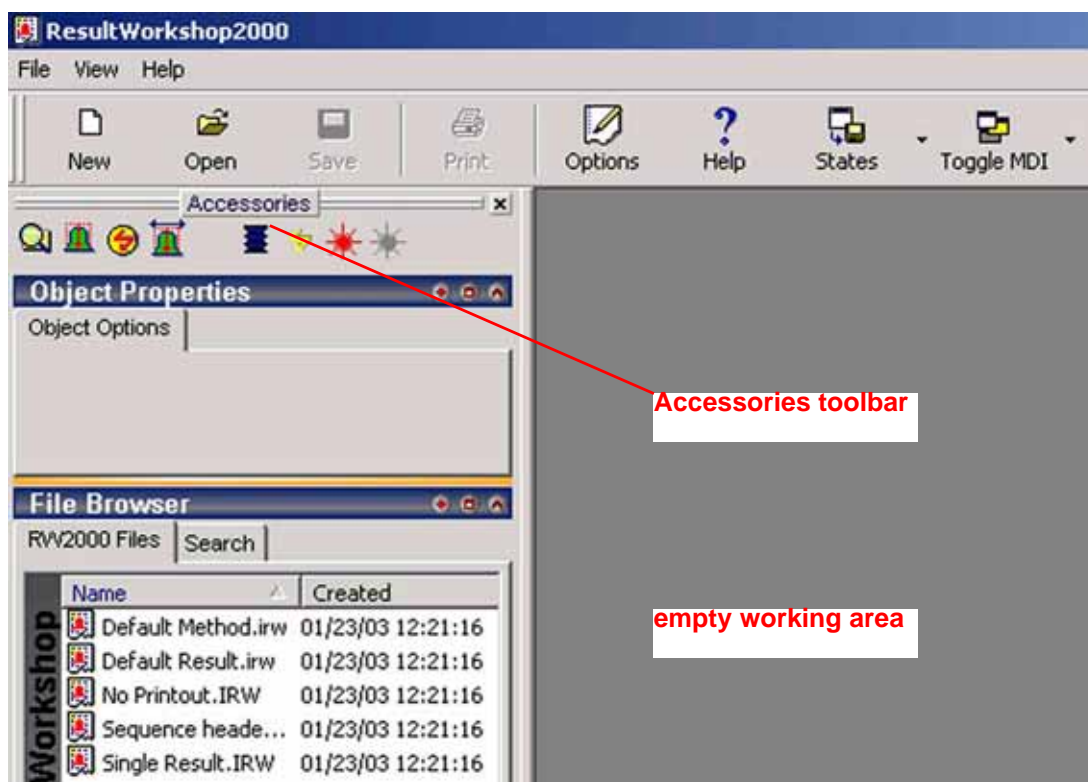 ResultWorkshop2000
File View Help
New Open Save Print Options Help States Toggle MDI
Accessories
Object Properties
Object Options
Accessories toolbar
File Browser
RW2000 Files Search
Name Created
Default Method.irw 01/23/03 12:21:16
Default Result.irw 01/23/03 12:21:16
No Printout.IRW 01/23/03 12:21:16
Sequence heade... 01/23/03 12:21:16
Single Result.IRW 01/23/03 12:21:16
empty working area
Workshop